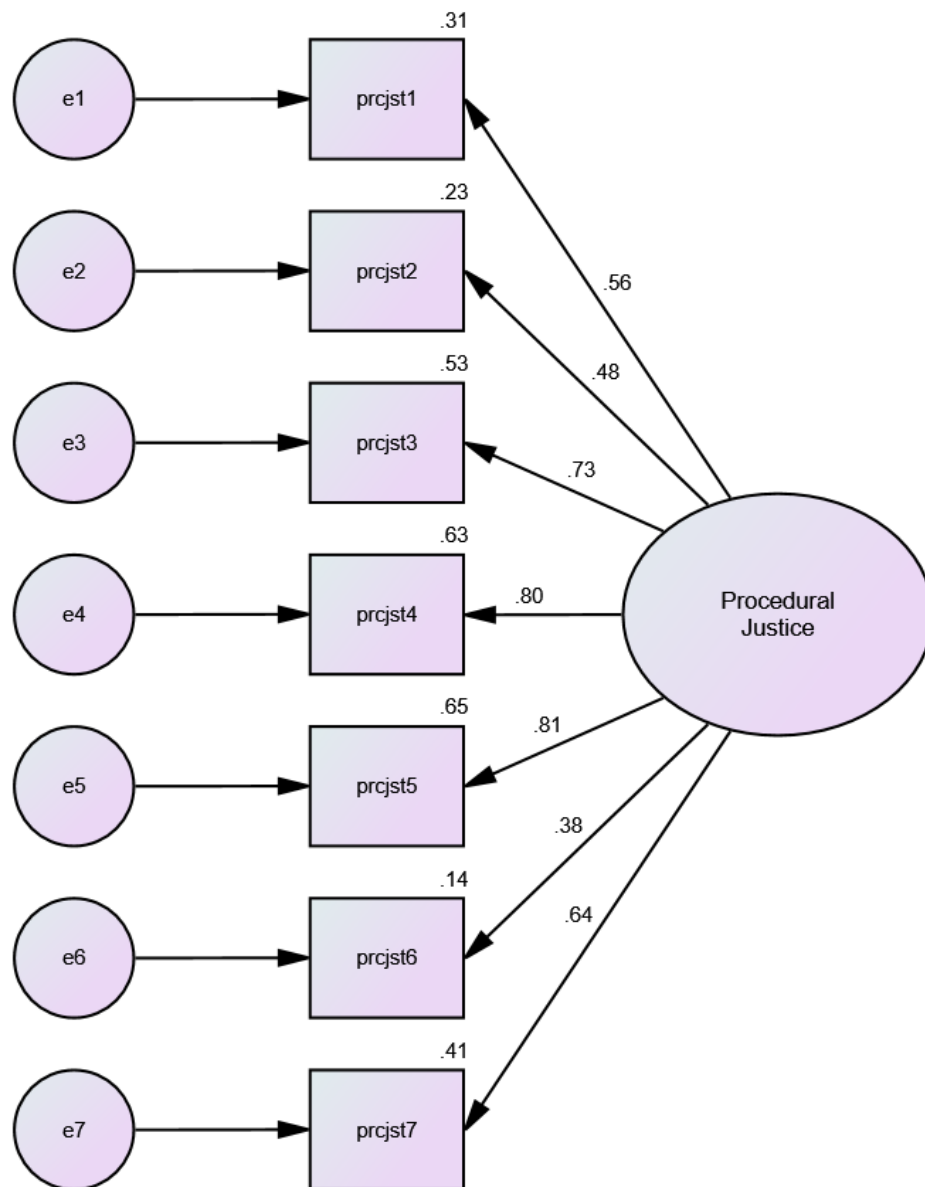 .31
e1
prcjst1
.56
.23
e2
prcjst2
.48
.53
e3
prcjst3
.73
.63
e4
prcjst4
.80
Procedural
Justice
.65
e5
prcjst5
.81
.14
e6
prcjst6
.38
.41
e7
prcjst7
.64